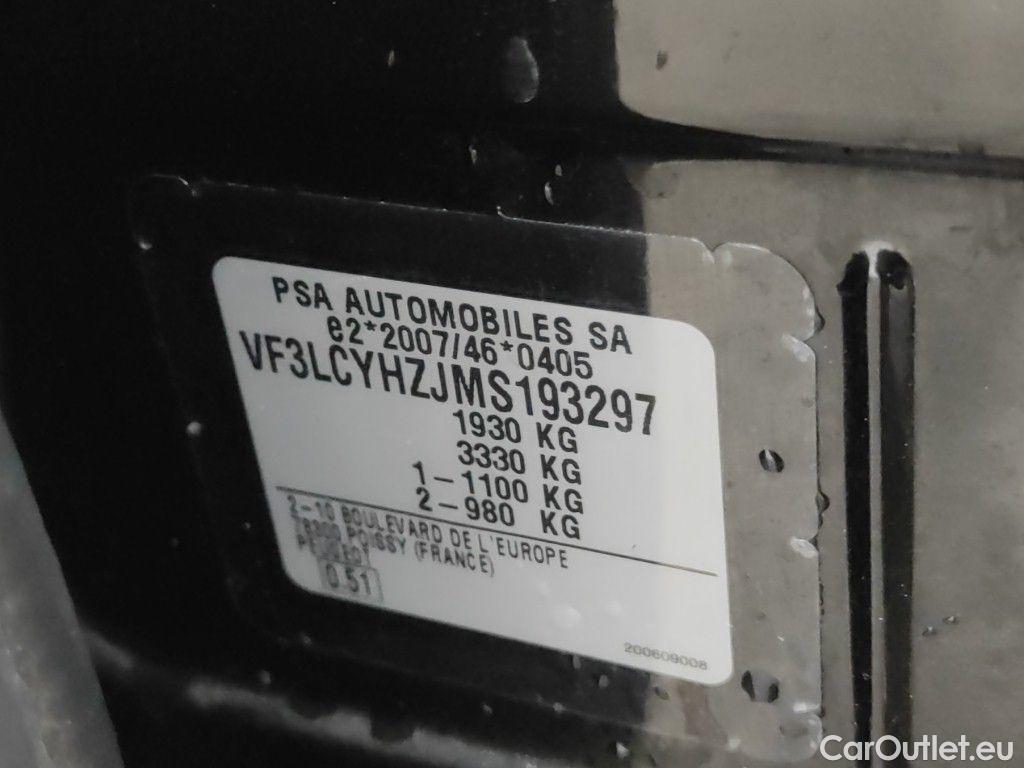 PSA AUTOMOBILES SA
e2*2007/46*0405
VF3LCYHZJMS193297
1930 KG
3330 KG
1-1100 KG
2-980 KG
2-10 BOULEVARD DE L'EUROPE
78300 POISSY (FRANCE)
PEUGEOT
0.51
200609008
CarOutlet.eu